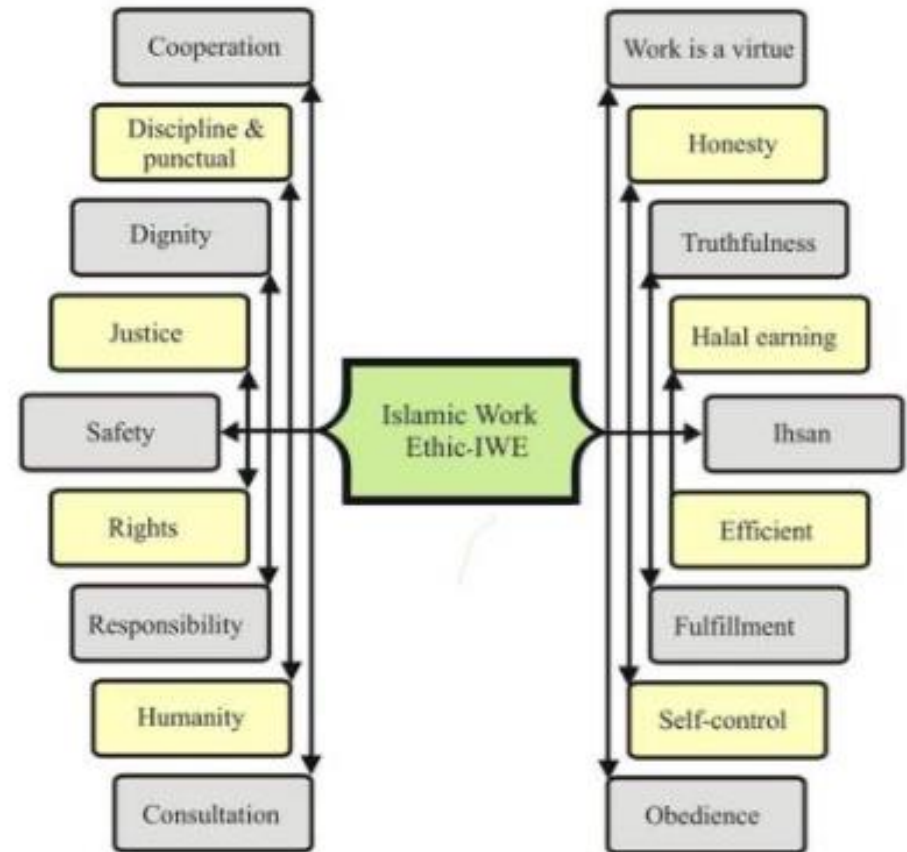 Cooperation
Discipline &
punctual
Dignity
Justice
Safety
Rights
Responsibility
Humanity
Consultation
Islamic Work
Ethic-IWE
Work is a virtue
Honesty
Truthfulness
Halal earning
Ihsan
Efficient
Fulfillment
Self-control
Obedience